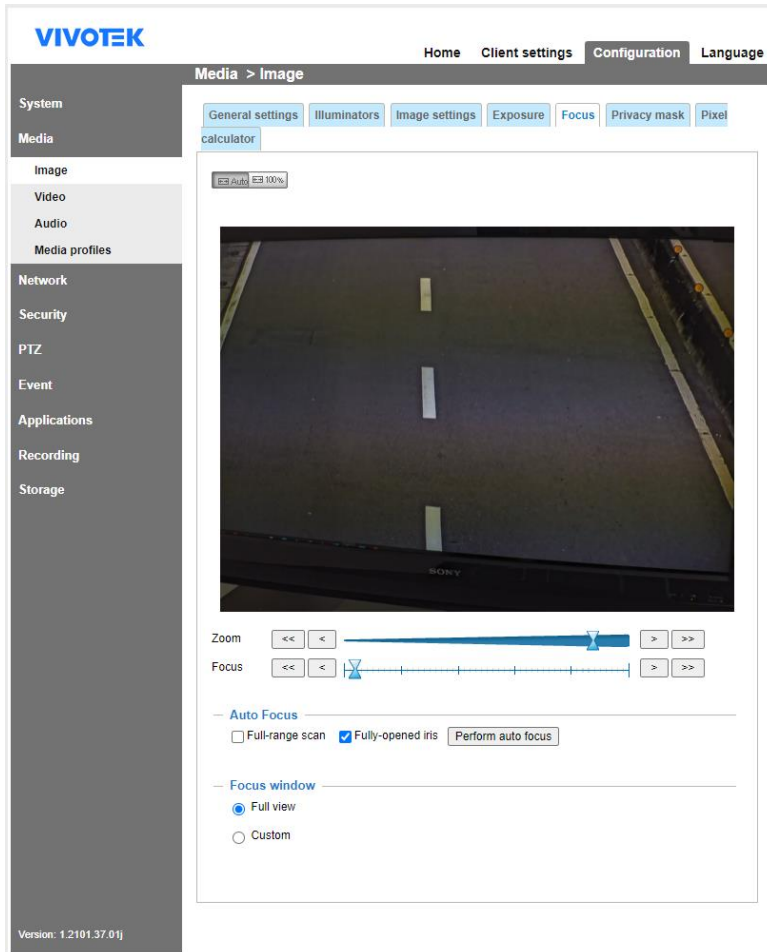 VIVOTEK
Home Client settings Configuration Language
Media > Image
System
Media
Image
Video
Audio
Media profiles
Network
Security
PTZ
Event
Applications
Recording
Storage
Version: 1.2101.37.01j
General settings Illuminators Image settings Exposure Focus Privacy mask Pixel
calculator
Auto 100%
SONY
Zoom << < > >>
Focus << < > >>
Auto Focus
Full-range scan Fully-opened iris Perform auto focus
Focus window
Full view
Custom